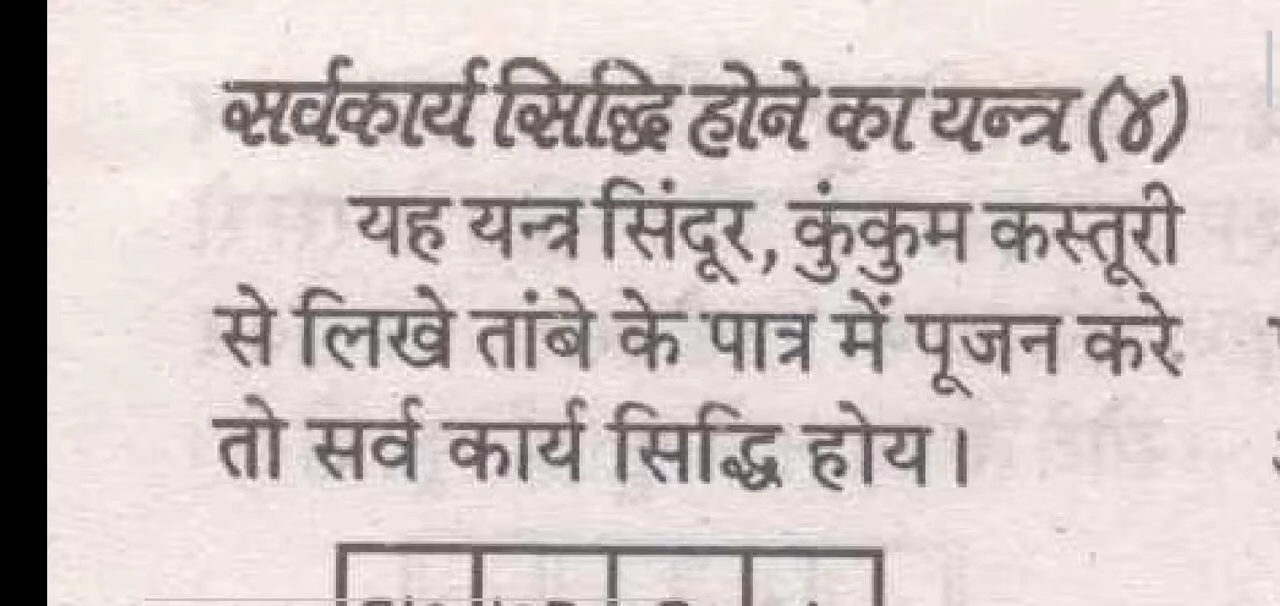 सर्वकार्य सिद्धि होने का यन्त्र (४)
यह यन्त्र सिंदूर, कुंकुम कस्तूरी
से लिखे तांबे के पात्र में पूजन करे
तो सर्व कार्य सिद्धि होय।